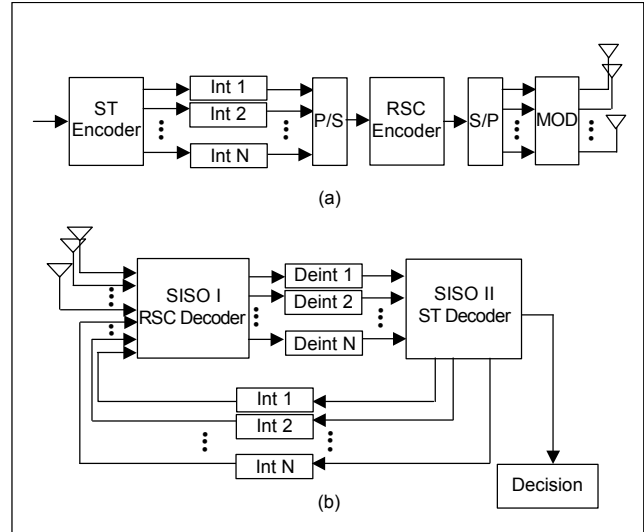 ST
Encoder
Int 1
Int 2
Int N
P/S
RSC
Encoder
S/P
MOD
(a)
SISO I
RSC Decoder
Deint 1
Deint 2
Deint N
SISO II
ST Decoder
Int 1
Int 2
Int N
Decision
(b)